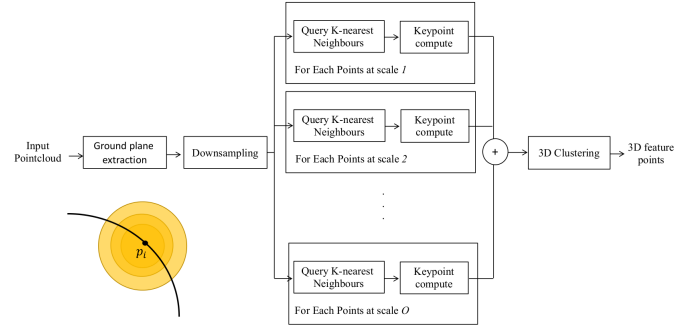 Query K-nearest
Neighbours
Keypoint
compute
For Each Points at scale 1
Query K-nearest
Neighbours
Keypoint
compute
For Each Points at scale 2
Input
Pointcloud
Ground plane
extraction
Downsampling
+
3D Clustering
3D feature
points
. 
.
.
p_i
Query K-nearest
Neighbours
Keypoint
compute
For Each Points at scale O